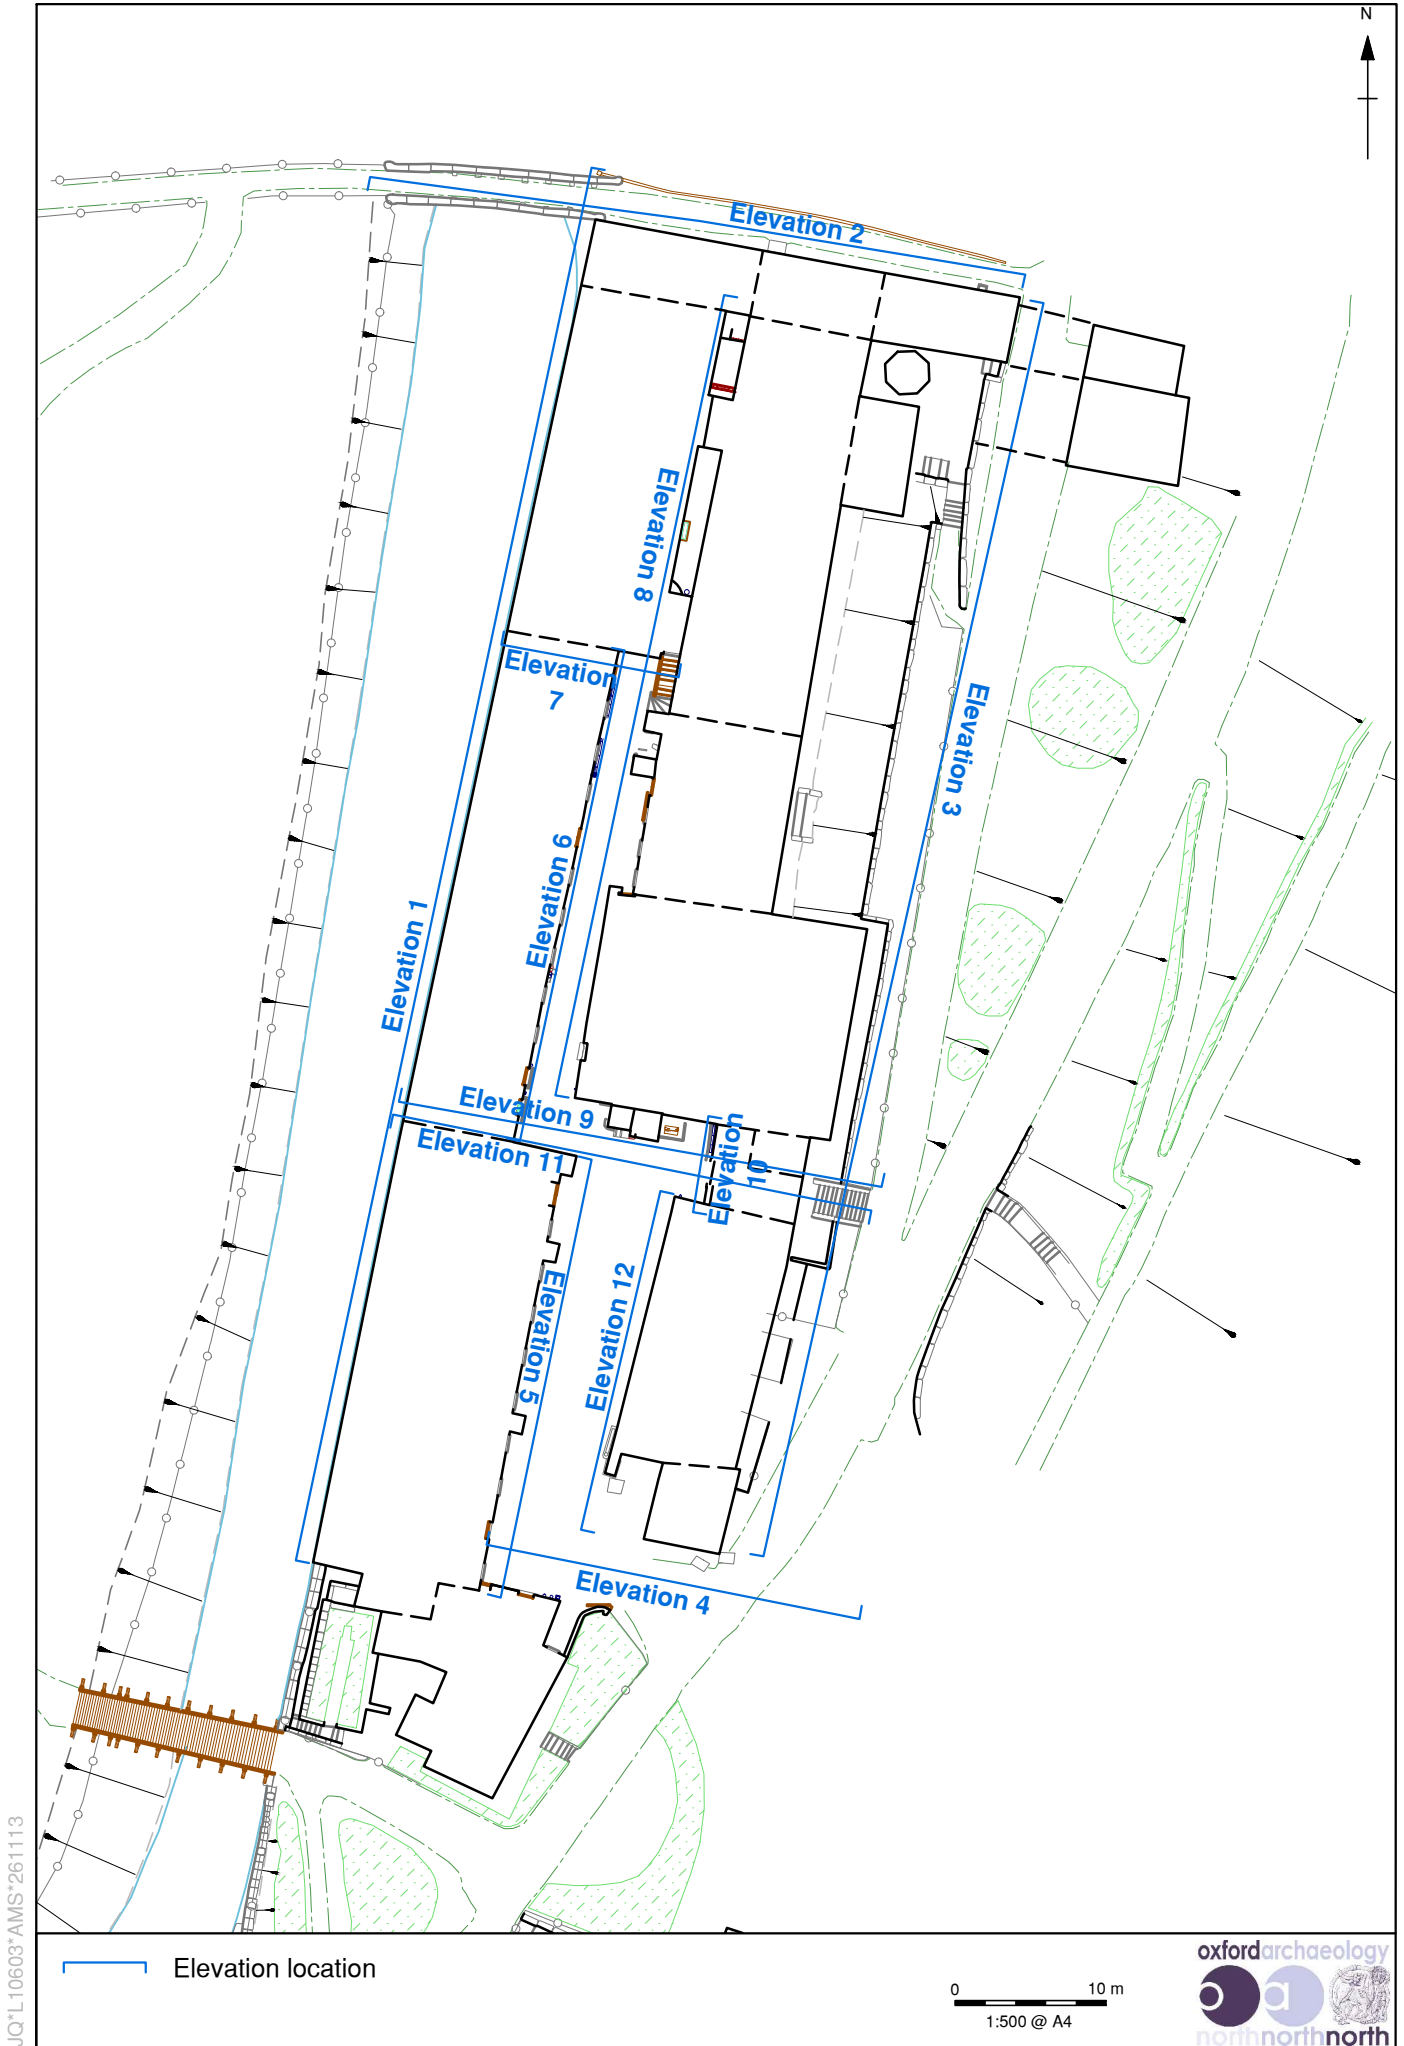 N
Elevation 2
Elevation 8
Elevation
7
Elevation 3
Elevation 6
Elevation 1
Elevation 9
Elevation 11
Elevation
10
Elevation 12
Elevation 5
Elevation 4
JQ*L10603*AMS*261113
Elevation location
0 10 m
1:500 @ A4
oxfordarchaeology
oa
northnorthnorth